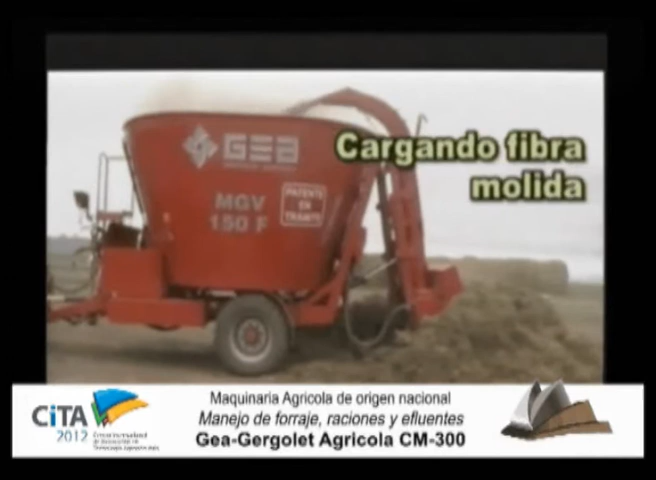 GEA
Cargando fibra
molida
MGV
150 F
PATENTE
EN
TRAMITE
Maquinaria Agricola de origen nacional
Manejo de forraje, raciones y efluentes
Gea-Gergolet Agricola CM-300
CiTA
2012